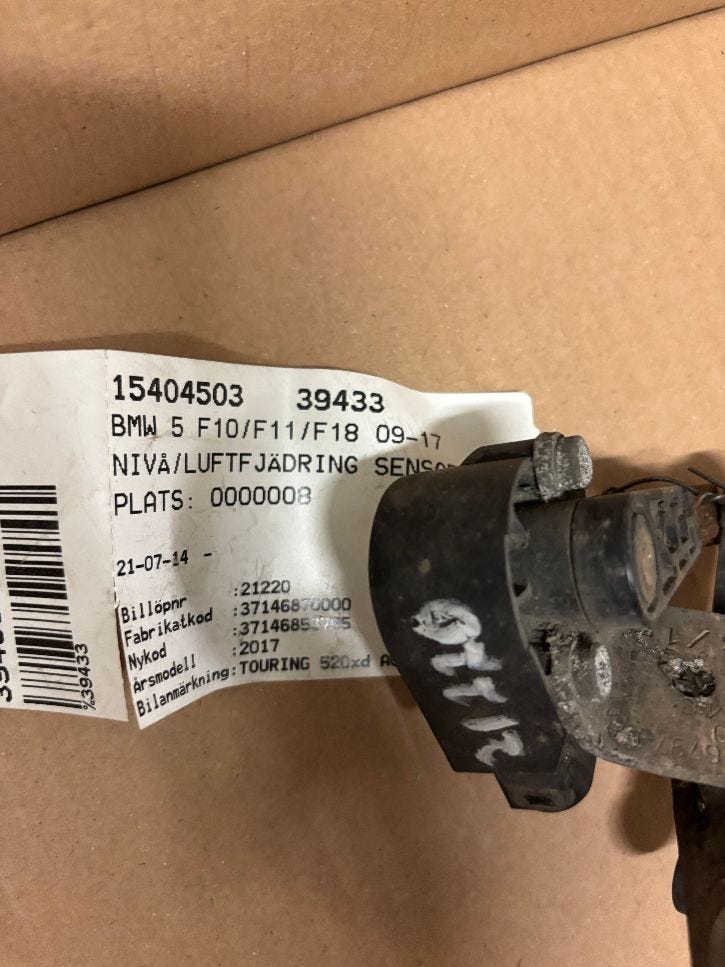 15404503 39433
BMW 5 F10/F11/F18 09-17
NIVÅ/LUFTFJÄDRING
PLATS: 0000008
21-07-14 -
Billöpnr :21220
Fabrikatkod :37146870000
Nykod
Årsmodell :2017
Bilanmärkning:TOURING 520xd
%39433
21220